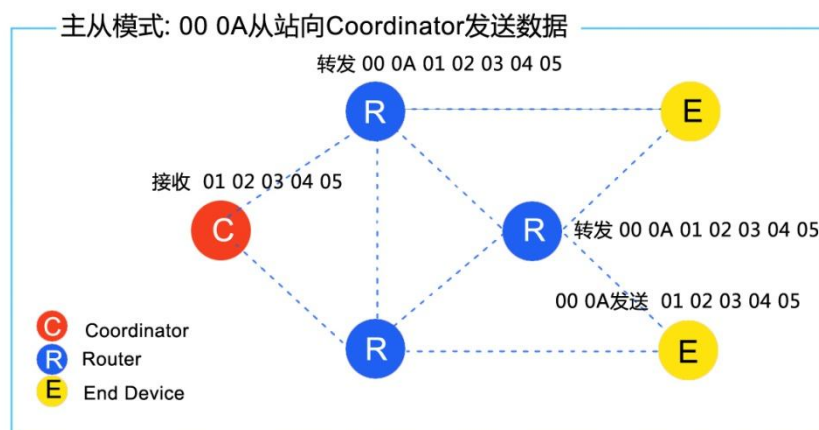 主从模式: 00 0A从站向Coordinator发送数据
转发 00 0A 01 02 03 04 05
R
E
接收 01 02 03 04 05
C
R
转发 00 0A 01 02 03 04 05
00 0A发送 01 02 03 04 05
R
E
C Coordinator
R Router
E End Device